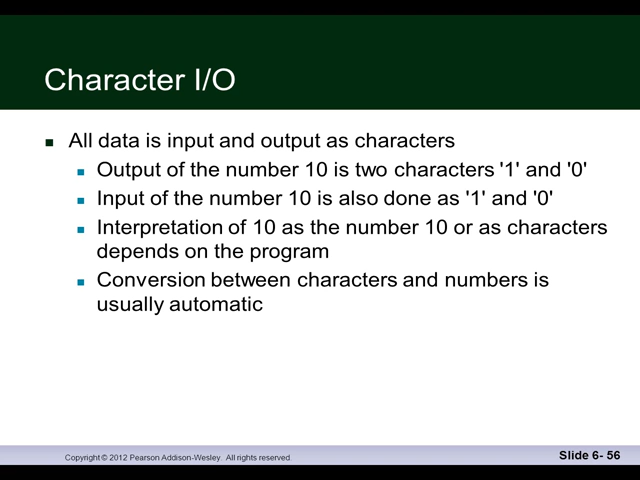 Character I/O
All data is input and output as characters
Output of the number 10 is two characters '1' and '0'
Input of the number 10 is also done as '1' and '0'
Interpretation of 10 as the number 10 or as characters
depends on the program
Conversion between characters and numbers is
usually automatic
Copyright © 2012 Pearson Addison-Wesley. All rights reserved.
Slide 6- 56